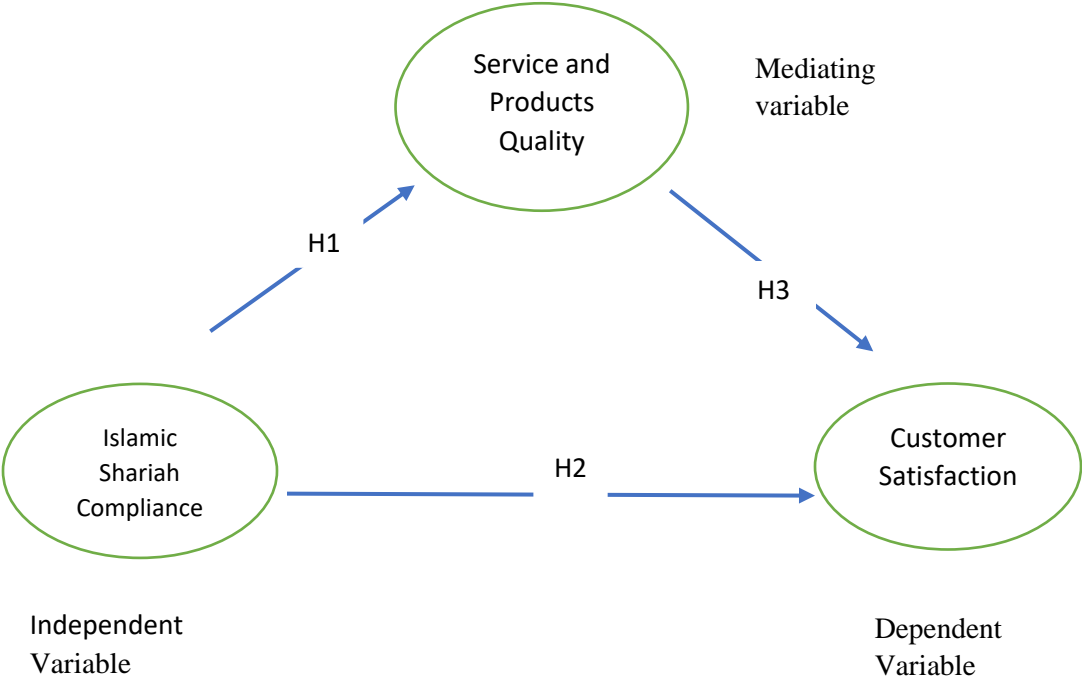 Service and
Products
Quality
Mediating
variable
H1
H3
Islamic
Shariah
Compliance
H2
Customer
Satisfaction
Independent
Variable
Dependent
Variable